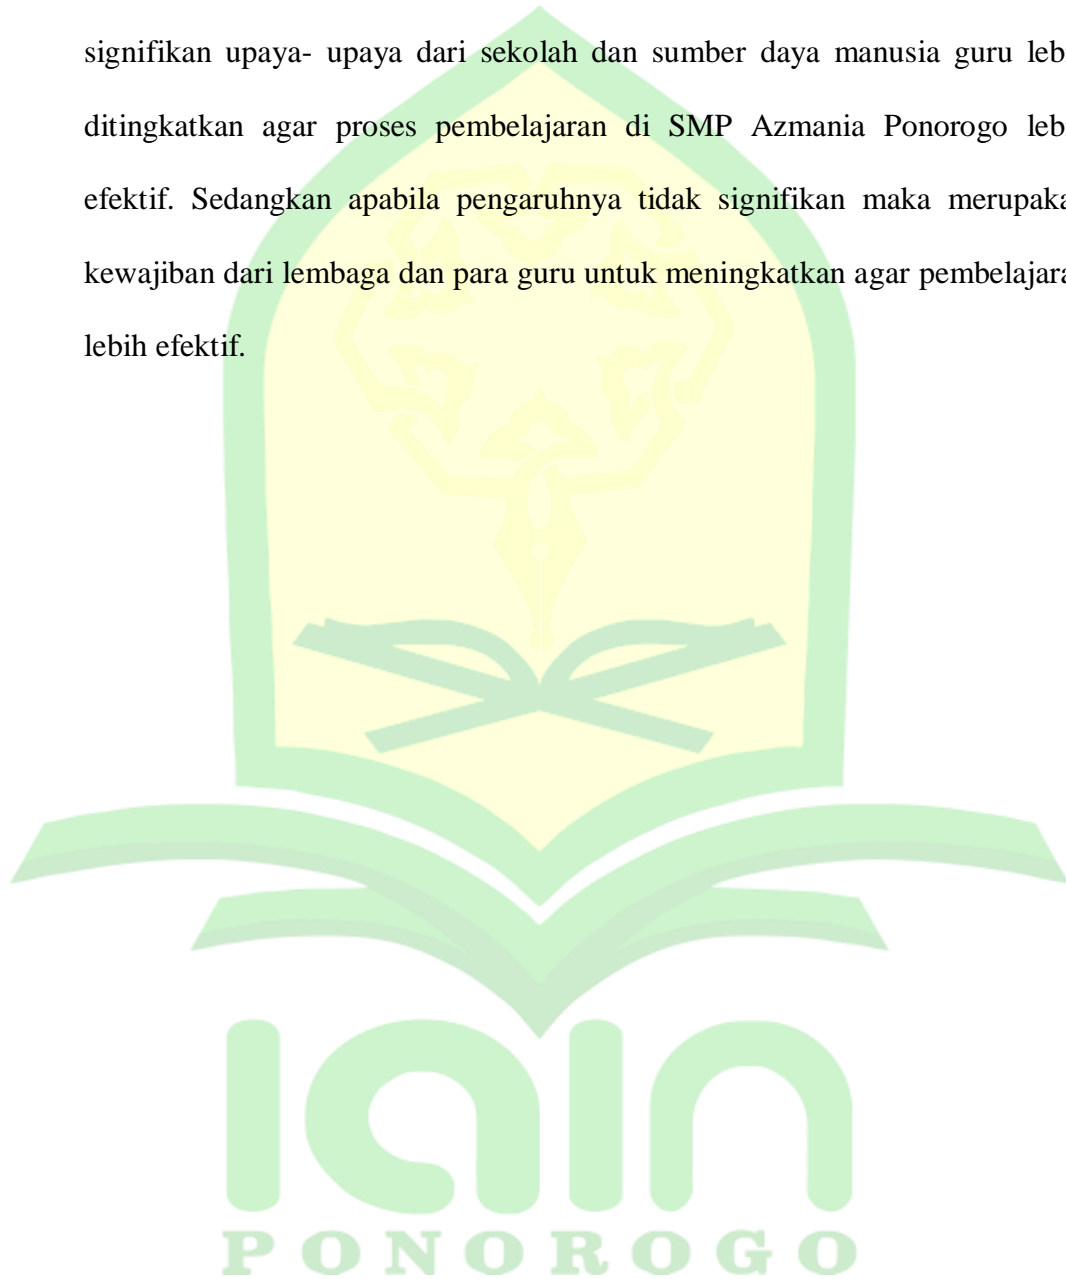 signifikan upaya- upaya dari sekolah dan sumber daya manusia guru leb
ditingkatkan agar proses pembelajaran di SMP Azmania Ponorogo leb
efektif. Sedangkan apabila pengaruhnya tidak signifikan maka merupaka
kewajiban dari lembaga dan para guru untuk meningkatkan agar pembelajara
lebih efektif.
iain
PONOROGO